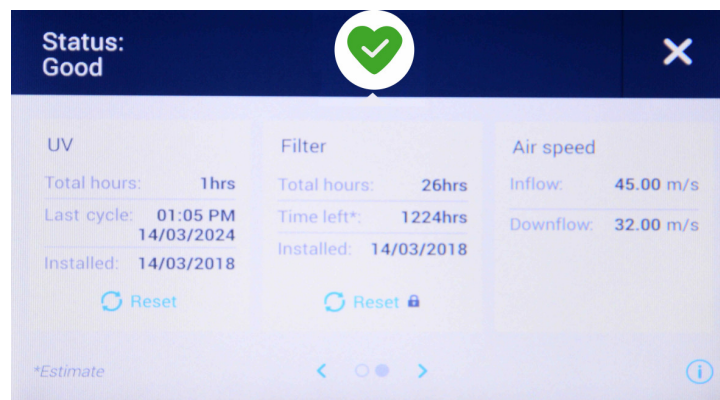 Status:
Good
UV
Total hours: 1hrs
Last cycle: 01:05 PM
14/03/2024
Installed: 14/03/2018
Reset
Filter
Total hours: 26hrs
Time left*: 1224hrs
Installed: 14/03/2018
Reset
Air speed
Inflow: 45.00 m/s
Downflow: 32.00 m/s
*Estimate